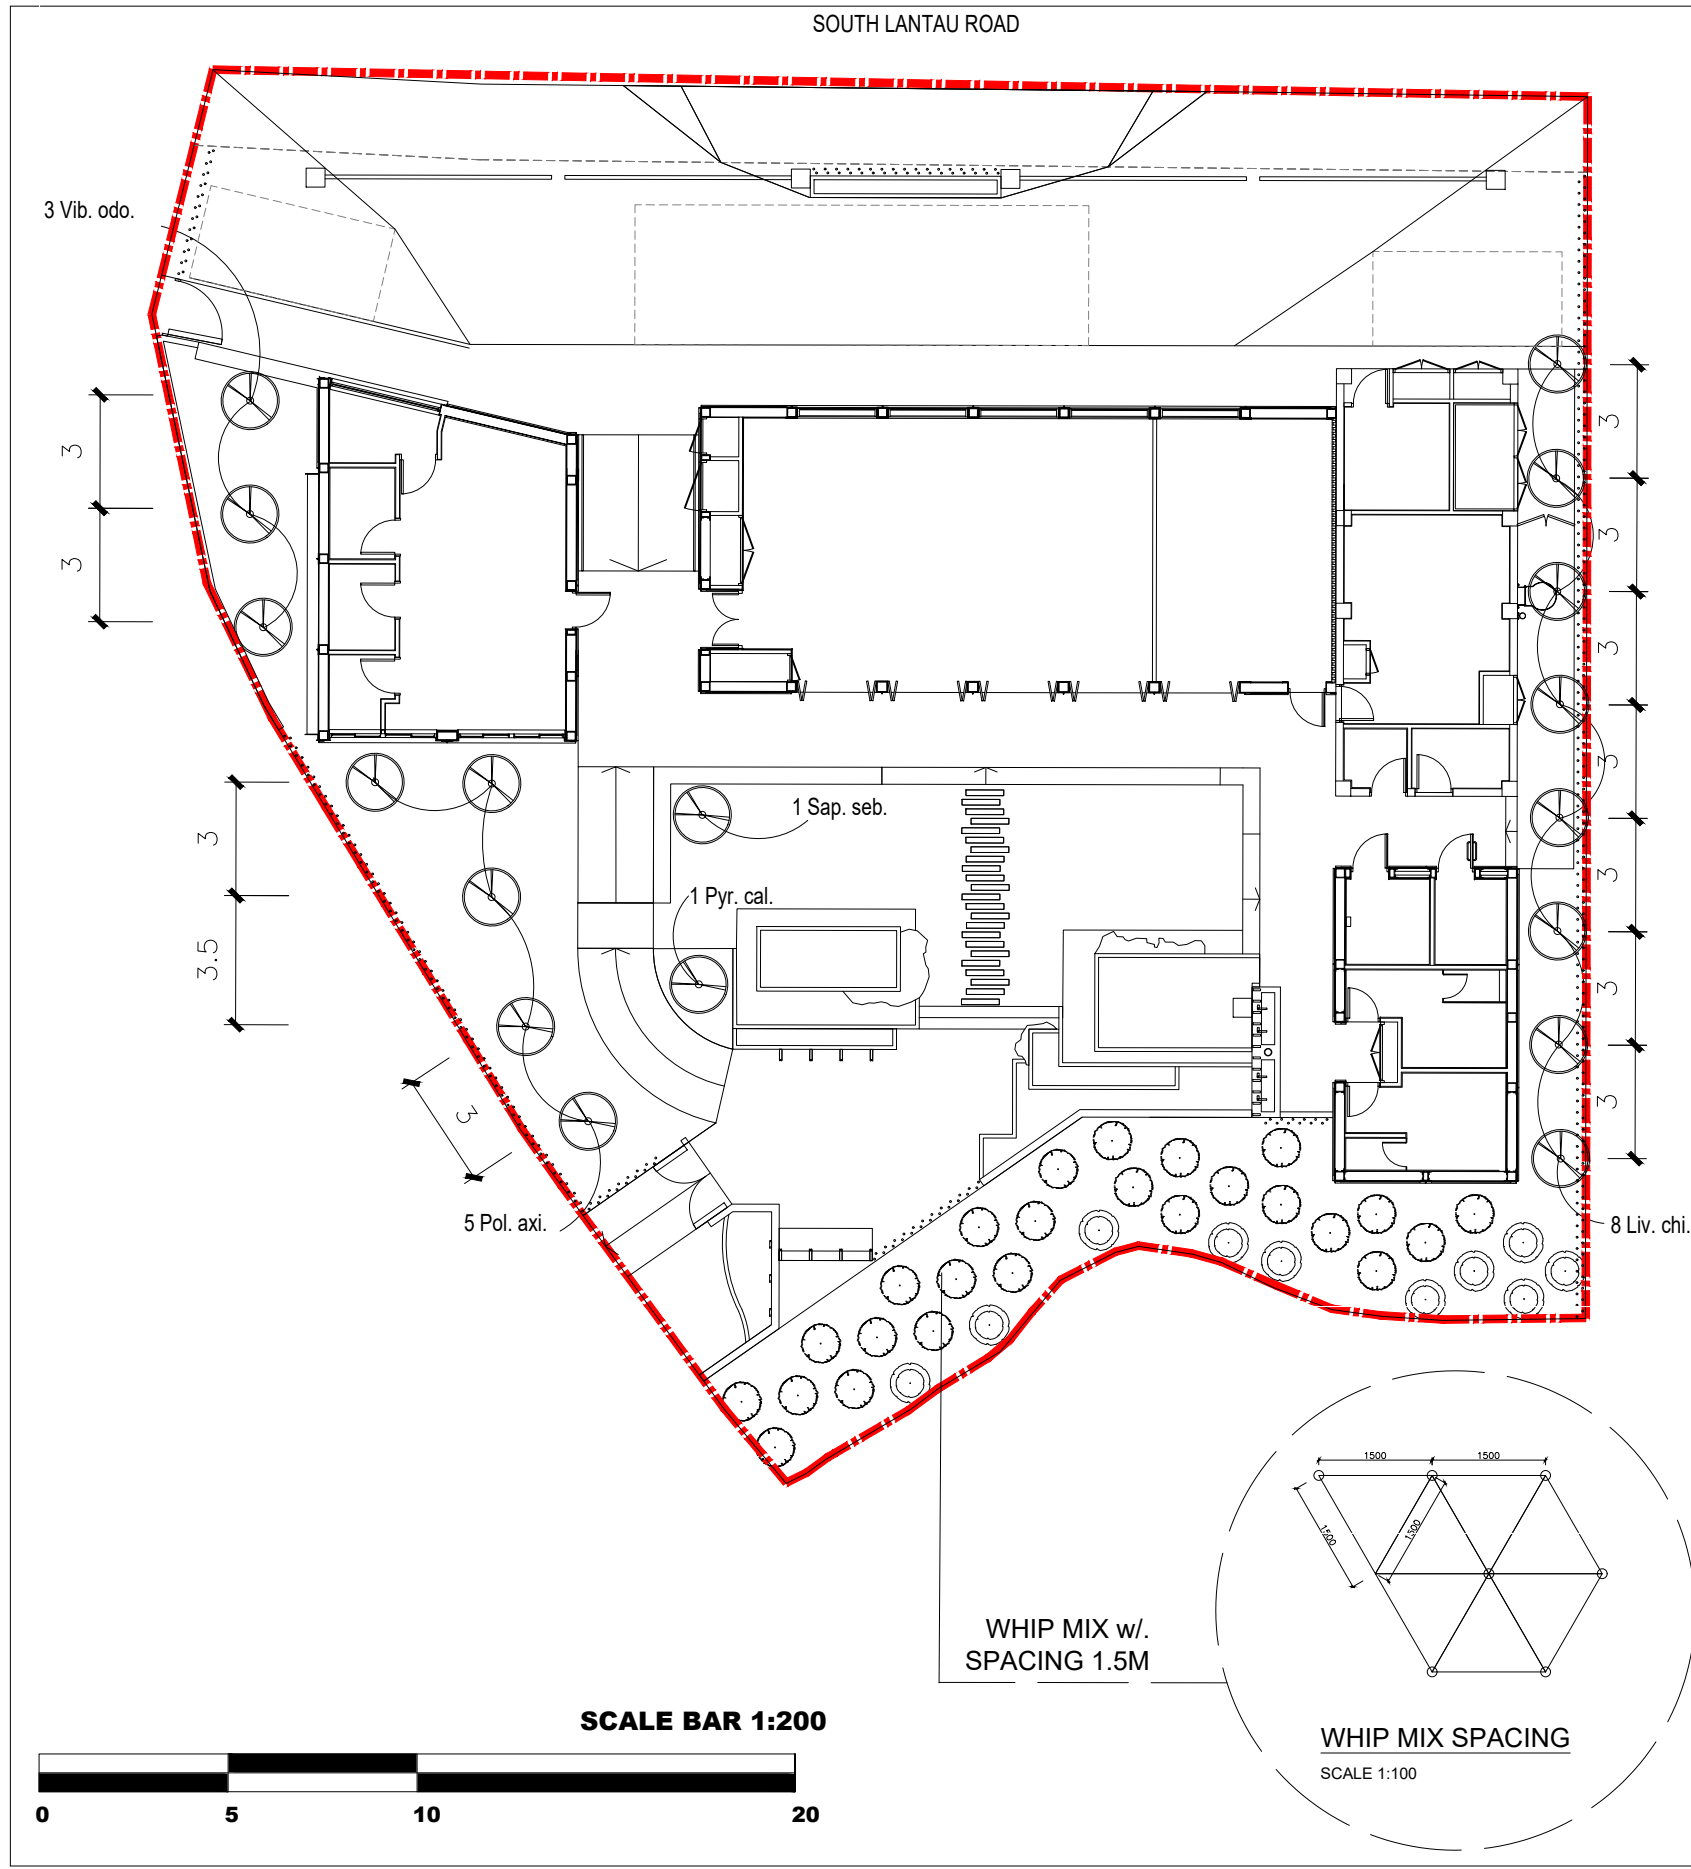 SOUTH LANTAU ROAD
3 Vib. odo.
3
3
3
3
3
3
3
3
3
1 Sap. seb.
1 Pyr. cal.
3
3.5
3
5 Pol. axi.
8 Liv. chi.
1500 1500
1500
1300
WHIP MIX w/.
SPACING 1.5M
WHIP MIX SPACING
SCALE 1:100
SCALE BAR 1:200
0 5 10 20